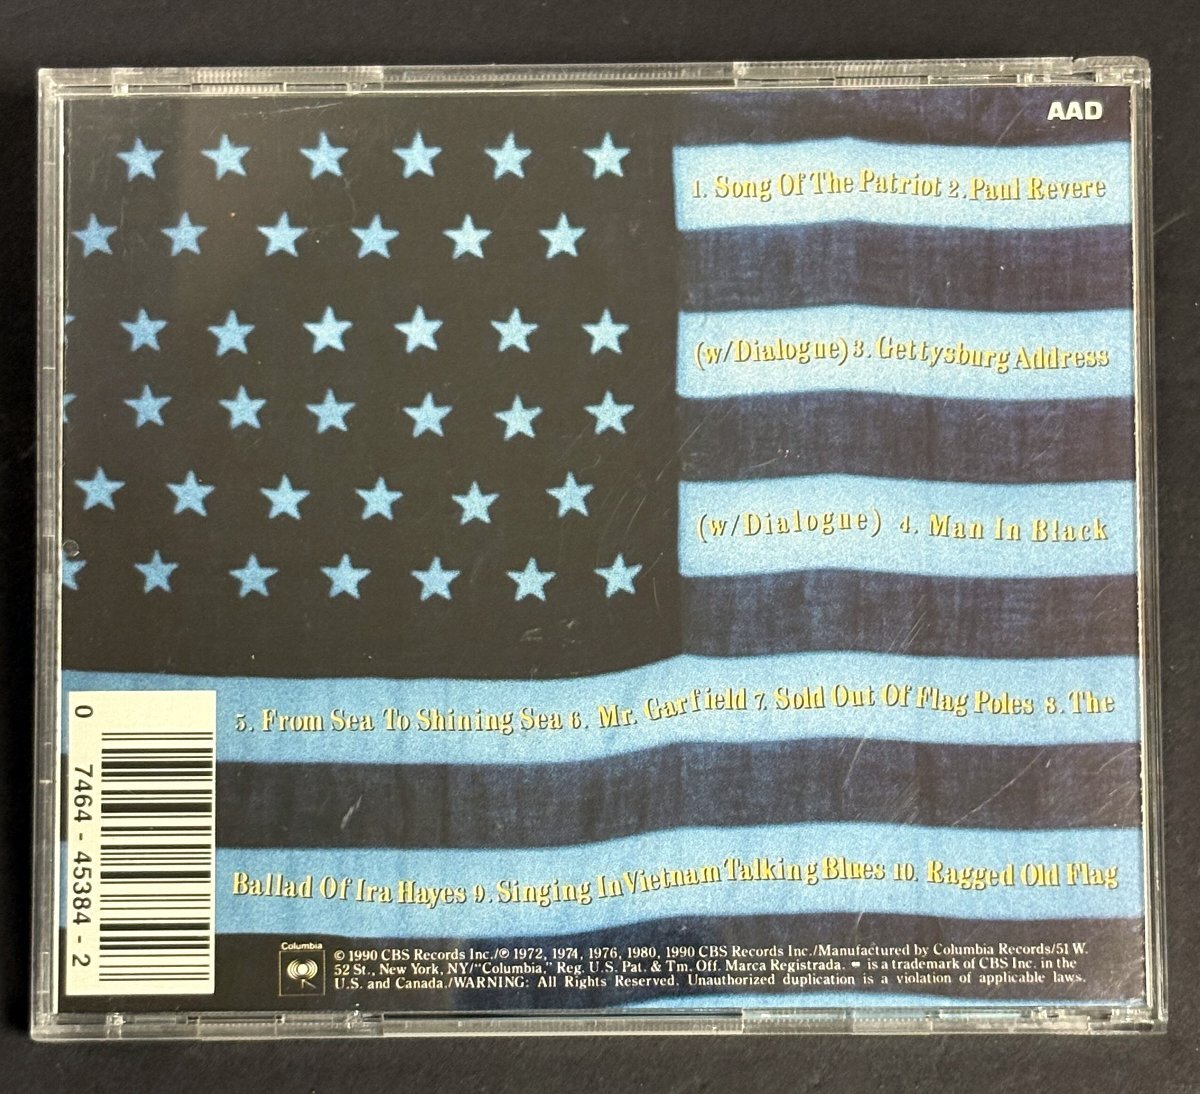 AAD
1. Song Of The Patriot 2. Paul Revere
(w/Dialogue) 3. Gettysburg Address
(w/Dialogue) 4. Man In Black
5. From Sea To Shining Sea 6. Mr. Garfield 7. Sold Out Of Flag Poles 8. The
Ballad Of Ira Hayes 9. Singing In Vietnam Talking Blues 10. Ragged Old Flag
0 7464-45384-2
Columbia
© 1990 CBS Records Inc./℗ 1972, 1974, 1976, 1980, 1990 CBS Records Inc./Manufactured by Columbia Records/51 W.
52 St., New York, NY/"Columbia," Reg. U.S. Pat. & Tm. Off. Marca Registrada. is a trademark of CBS Inc. in the
U.S. and Canada./WARNING: All Rights Reserved. Unauthorized duplication is a violation of applicable laws.